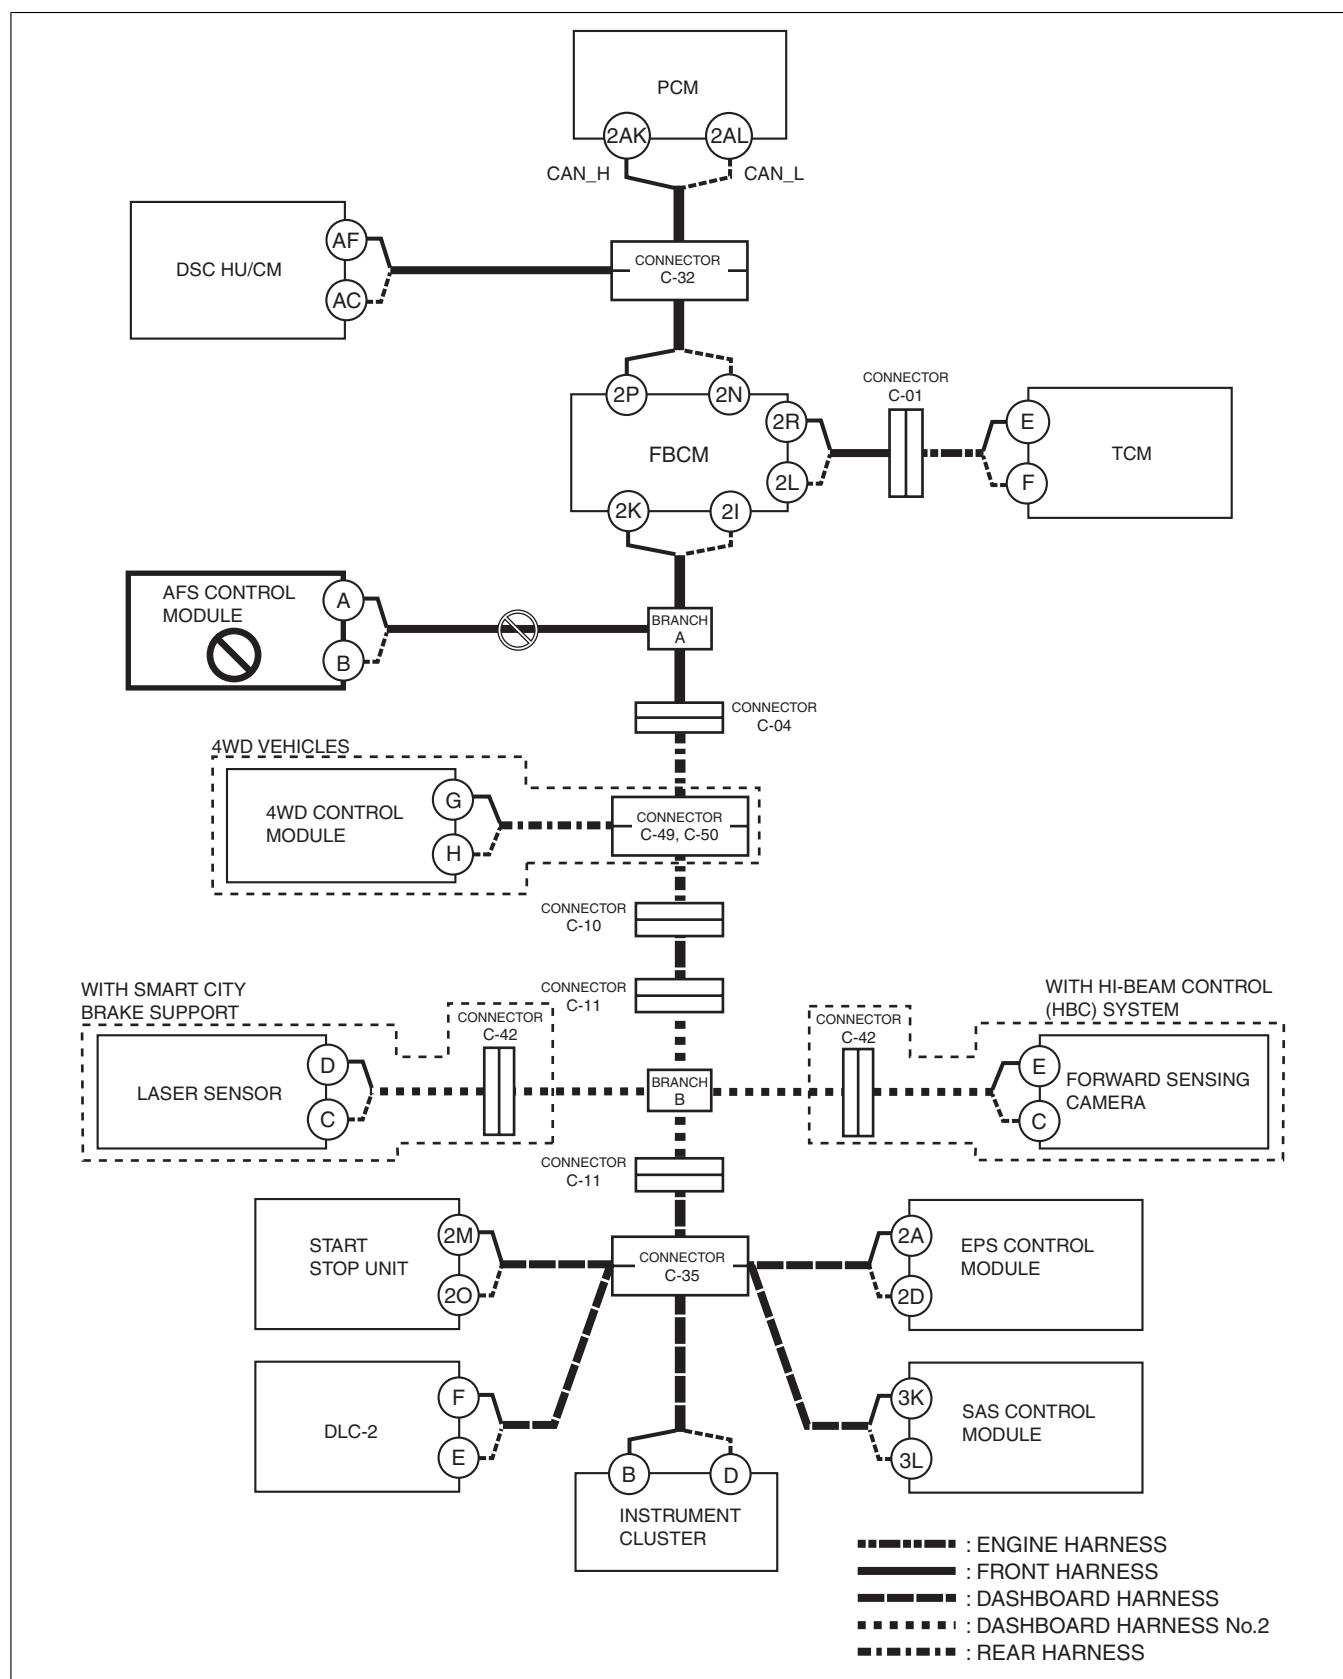 PCM
2AK
2AL
CAN_H
CAN_L
DSC HU/CM
AF
AC
CONNECTOR
C-32
2P
2N
FBCM
2R
2L
2K
2I
CONNECTOR
C-01
E
F
TCM
AFS CONTROL
MODULE
A
B
BRANCH
A
CONNECTOR
C-04
4WD VEHICLES
4WD CONTROL
MODULE
G
H
CONNECTOR
C-49, C-50
CONNECTOR
C-10
CONNECTOR
C-11
WITH SMART CITY
BRAKE SUPPORT
CONNECTOR
C-42
LASER SENSOR
D
C
BRANCH
B
WITH HI-BEAM CONTROL
(HBC) SYSTEM
CONNECTOR
C-42
E
C
FORWARD SENSING
CAMERA
CONNECTOR
C-11
START
STOP UNIT
2M
2O
CONNECTOR
C-35
2A
2D
EPS CONTROL
MODULE
DLC-2
F
E
3K
3L
SAS CONTROL
MODULE
B
D
INSTRUMENT
CLUSTER
: ENGINE HARNESS
: FRONT HARNESS
: DASHBOARD HARNESS
: DASHBOARD HARNESS No.2
: REAR HARNESS